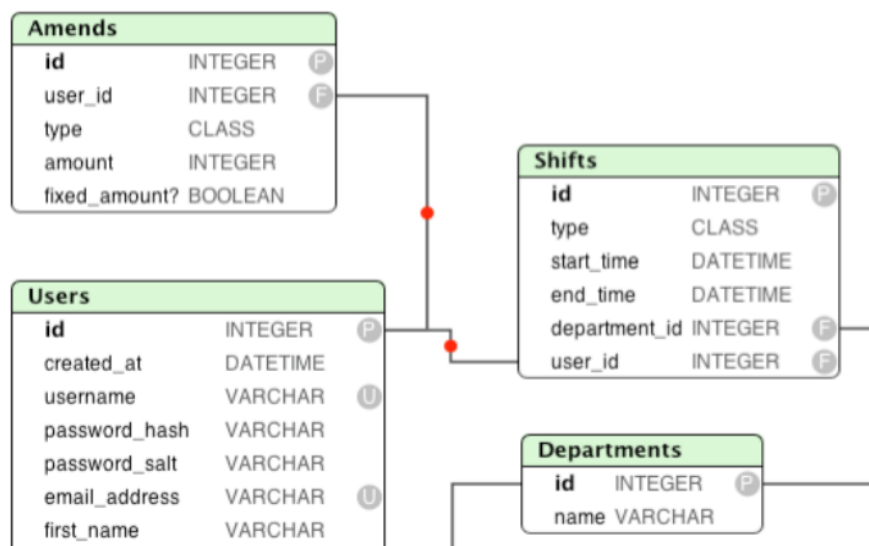 Amends
id INTEGER P
user_id INTEGER F
type CLASS
amount INTEGER
fixed_amount? BOOLEAN
Users
id INTEGER P
created_at DATETIME
username VARCHAR U
password_hash VARCHAR
password_salt VARCHAR
email_address VARCHAR U
first_name VARCHAR
Shifts
id INTEGER P
type CLASS
start_time DATETIME
end_time DATETIME
department_id INTEGER F
user_id INTEGER F
Departments
id INTEGER P
name VARCHAR